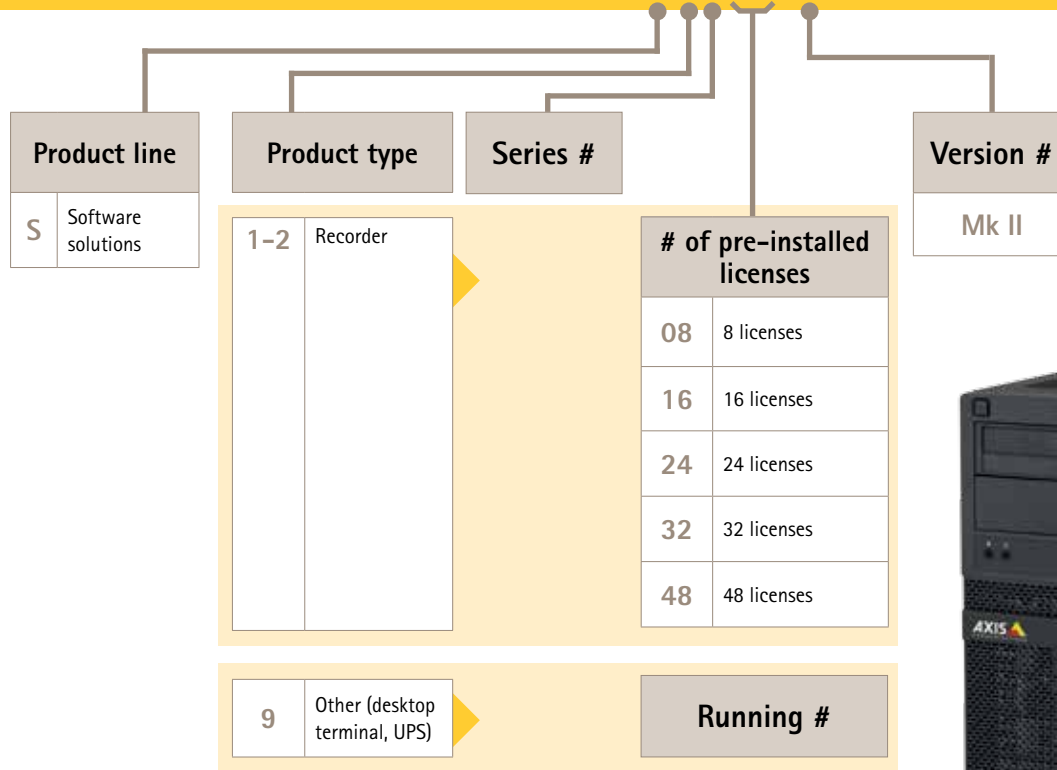 Product line
Product type
Series #
Version #
S
Software
solutions
Mk II
1-2
Recorder
# of pre-installed
licenses
08
8 licenses
16
16 licenses
24
24 licenses
32
32 licenses
48
48 licenses
AXIS
9
Other (desktop
terminal, UPS)
Running #